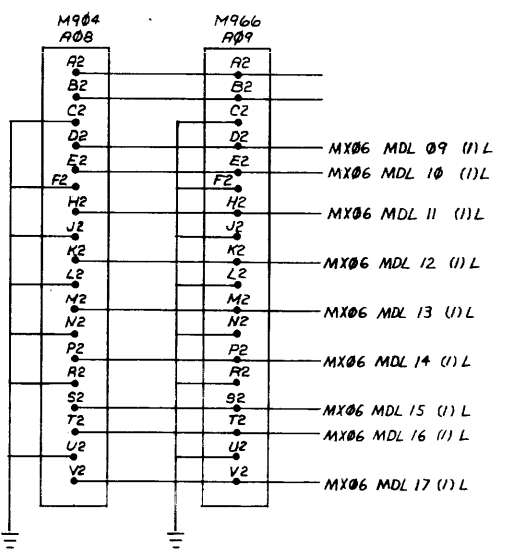 M9Ø4 M966
AØ8 AØ9
A2 A2
B2 B2
C2 C2
D2 D2 MXØ6 MDL Ø9 (1) L
E2 E2 MXØ6 MDL 1Ø (1) L
F2 F2
H2 H2 MXØ6 MDL 11 (1) L
J2 J2
K2 K2 MXØ6 MDL 12 (1) L
L2 L2
M2 M2 MXØ6 MDL 13 (1) L
N2 N2
P2 P2 MXØ6 MDL 14 (1) L
R2 R2
S2 S2 MXØ6 MDL 15 (1) L
T2 T2 MXØ6 MDL 16 (1) L
U2 U2
V2 V2 MXØ6 MDL 17 (1) L